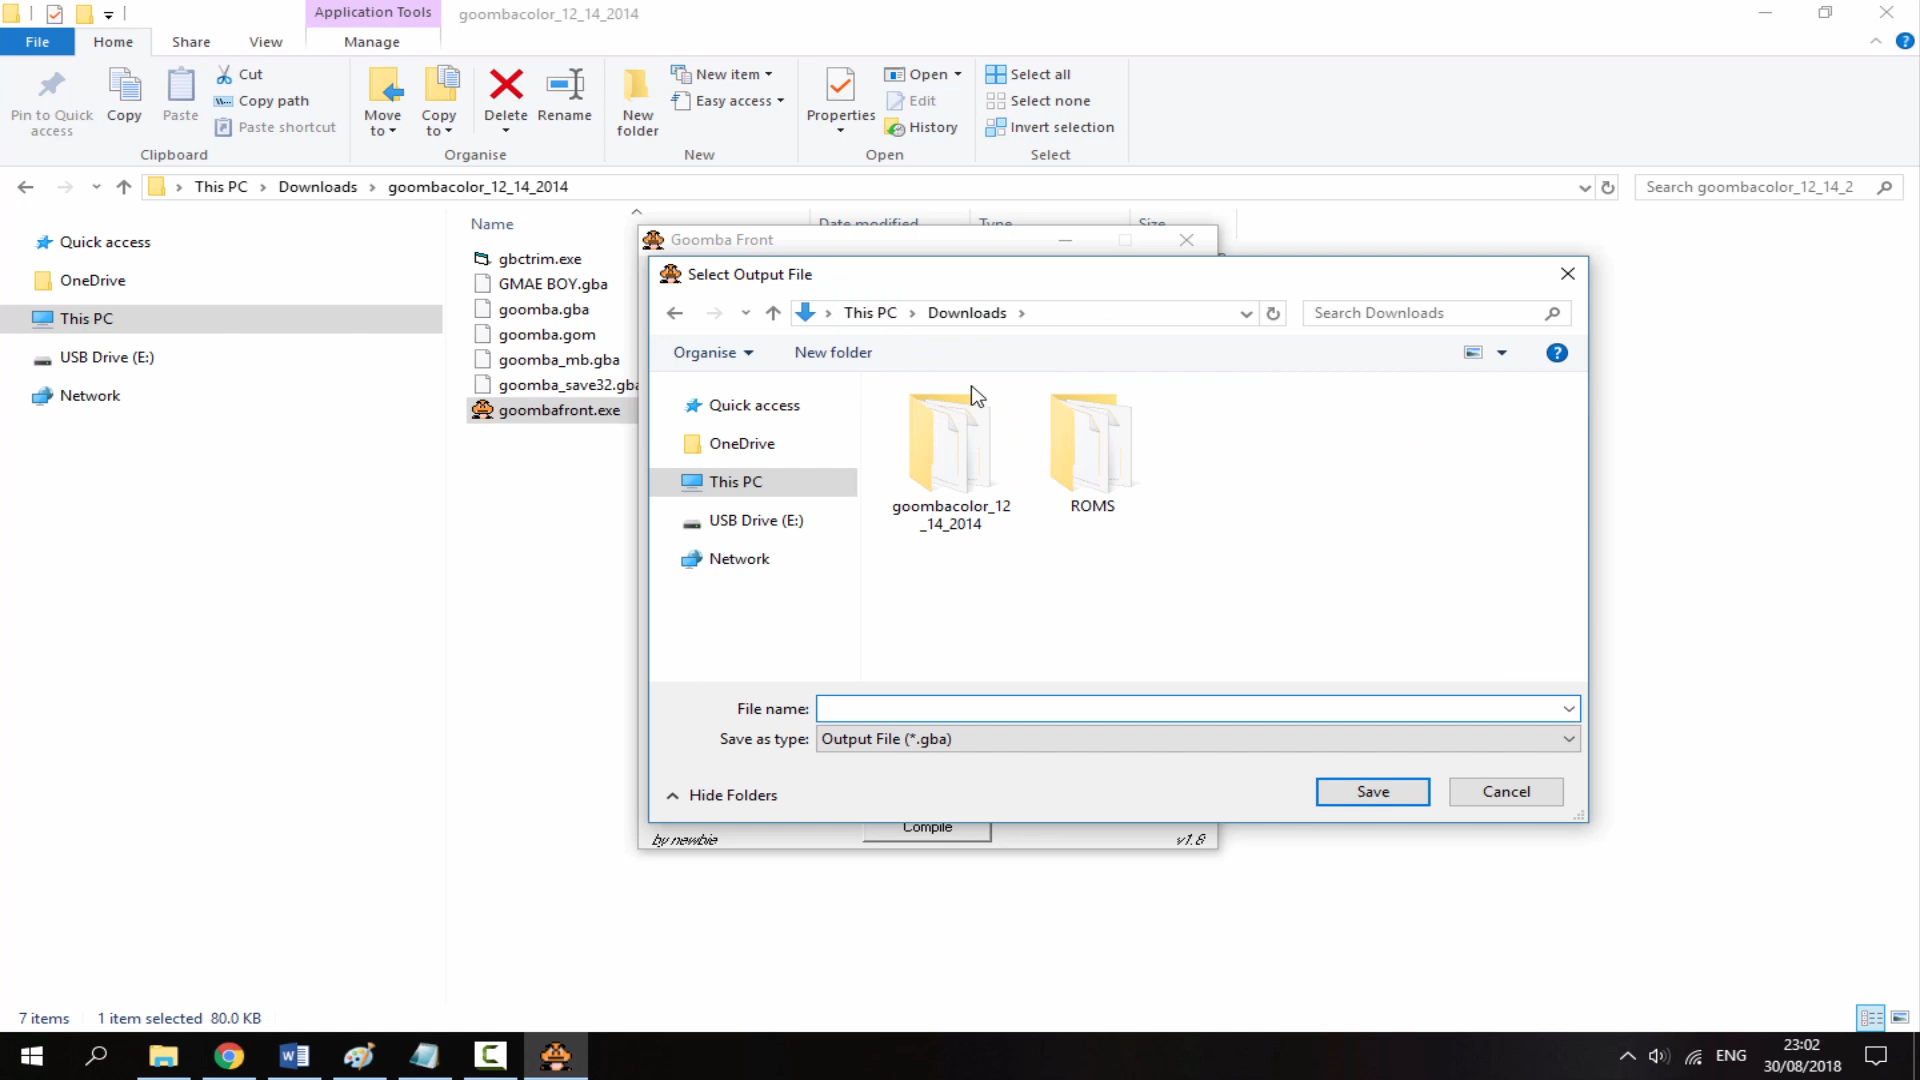 Application Tools
goombacolor_12_14_2014
File
Home
Share
View
Manage
Pin to Quick access
Copy
Paste
Cut
Copy path
Paste shortcut
Clipboard
Move to
Copy to
Delete
Rename
Organise
New folder
New item
Easy access
New
Properties
Open
Edit
History
Open
Select all
Select none
Invert selection
Select
This PC
Downloads
goombacolor_12_14_2014
Search goombacolor_12_14_2
Quick access
OneDrive
This PC
USB Drive (E:)
Network
Name
Date modified
Type
Size
gbctrim.exe
GMAE BOY.gba
goomba.gba
goomba.gom
goomba_mb.gba
goomba_save32.gba
goombafront.exe
Goomba Front
Select Output File
This PC
Downloads
Search Downloads
Organise
New folder
Quick access
OneDrive
This PC
USB Drive (E:)
Network
goombacolor_12
_14_2014
ROMS
File name:
Save as type:
Output File (*.gba)
Hide Folders
Save
Cancel
by newbie
Compile
v1.8
7 items
1 item selected 80.0 KB
ENG
23:02
30/08/2018